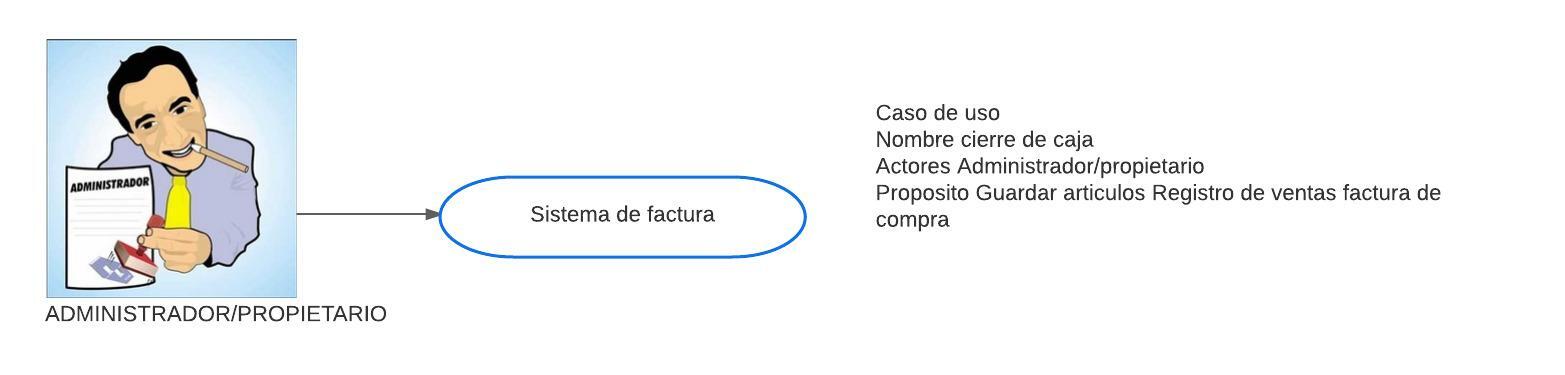 ADMINISTRADOR
ADMINISTRADOR/PROPIETARIO
Sistema de factura
Caso de uso
Nombre cierre de caja
Actores Administrador/propietario
Proposito Guardar articulos Registro de ventas factura de
compra